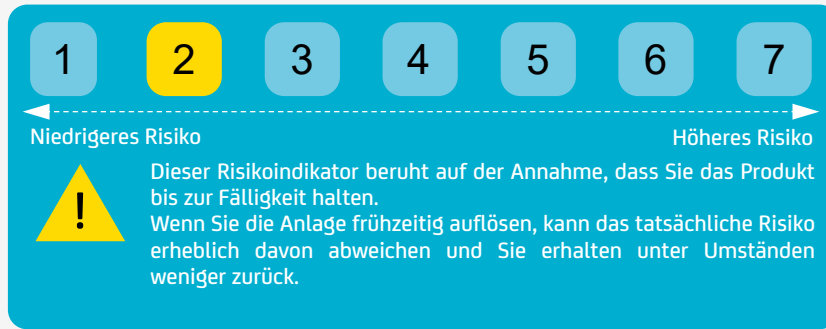 1 2 3 4 5 6 7
Niedrigeres Risiko Höheres Risiko
!
Dieser Risikoindikator beruht auf der Annahme, dass Sie das Produkt
bis zur Fälligkeit halten.
Wenn Sie die Anlage frühzeitig auflösen, kann das tatsächliche Risiko
erheblich davon abweichen und Sie erhalten unter Umständen
weniger zurück.